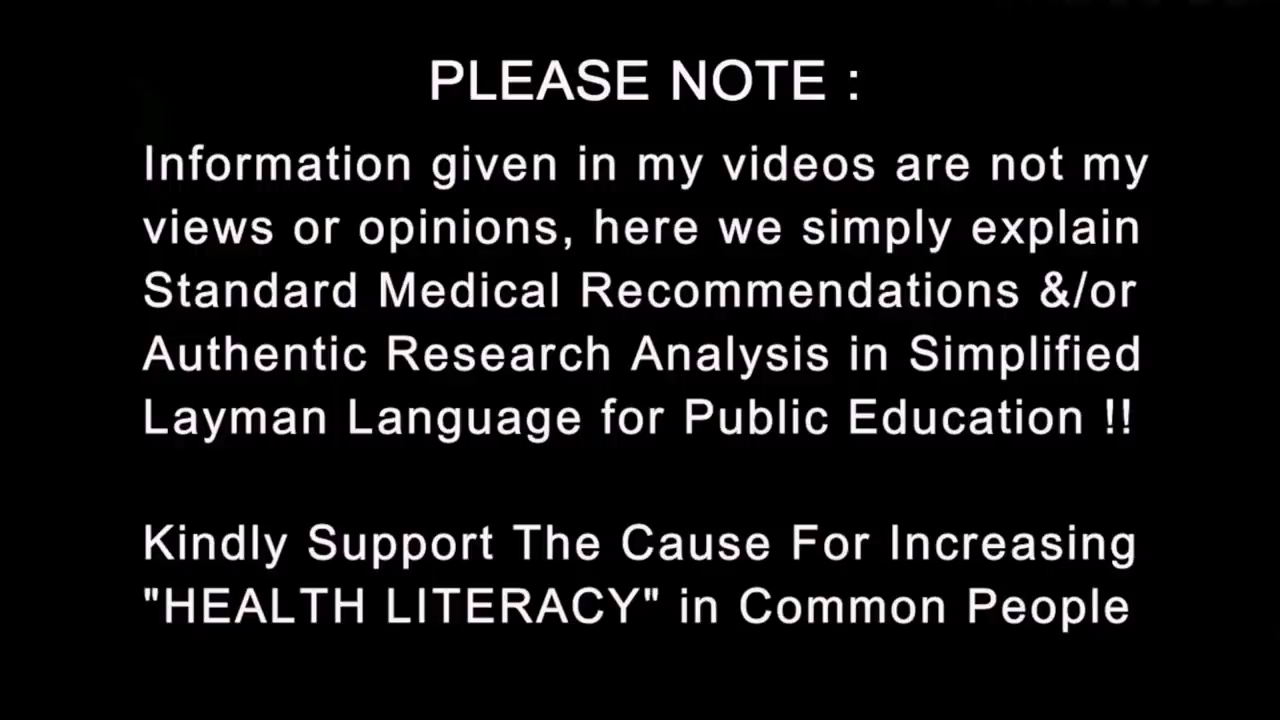 PLEASE NOTE :
Information given in my videos are not my
views or opinions, here we simply explain
Standard Medical Recommendations &/or
Authentic Research Analysis in Simplified
Layman Language for Public Education !!
Kindly Support The Cause For Increasing
"HEALTH LITERACY" in Common People